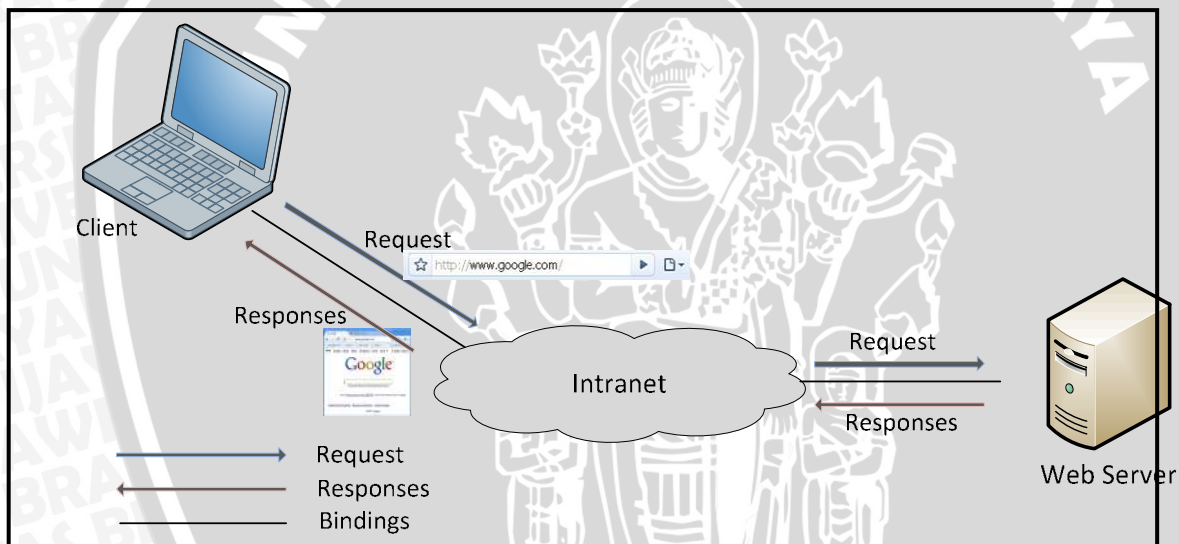 Client
Request
http://www.google.com/
Responses
Google
Intranet
Request
Responses
Web Server
Request
Responses
Bindings